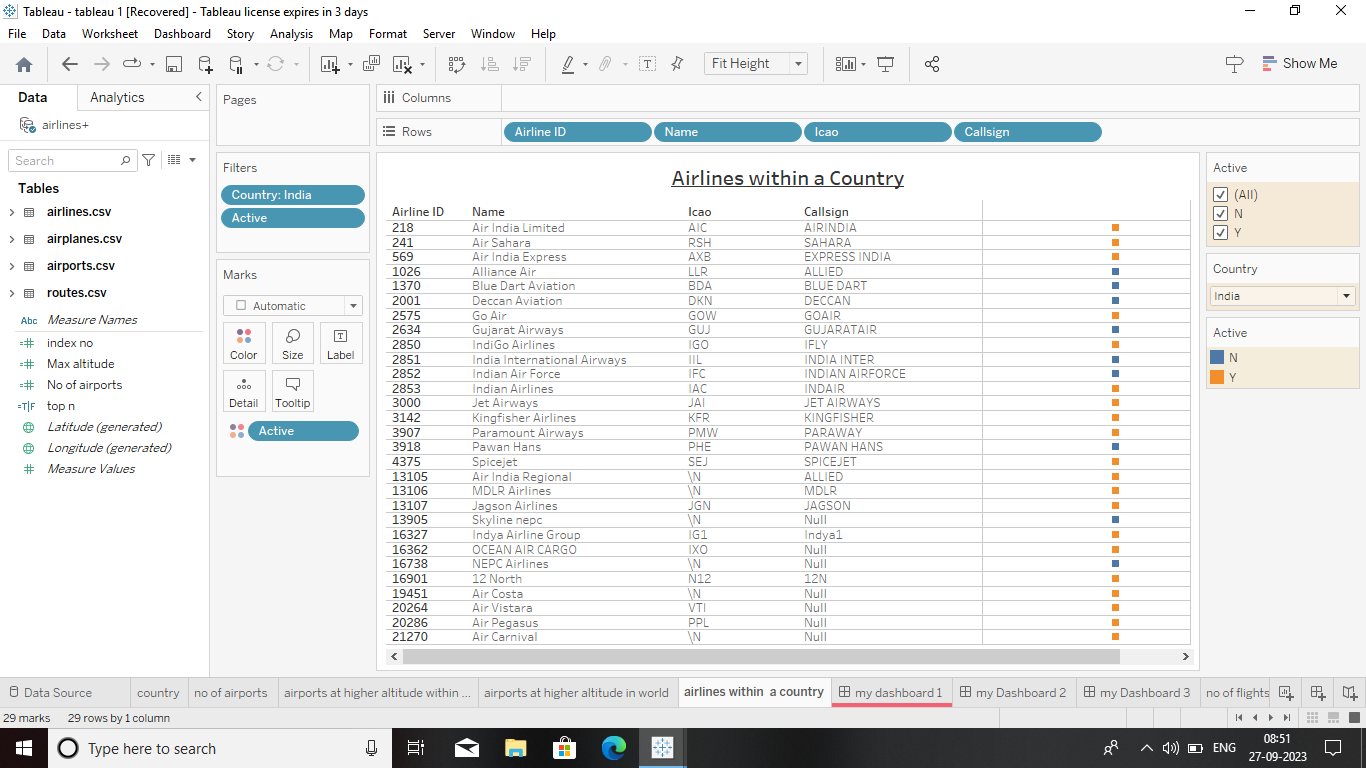 Tableau - tableau 1 [Recovered] - Tableau license expires in 3 days
File Data Worksheet Dashboard Story Analysis Map Format Server Window Help
Fit Height
Show Me
Data Analytics
airlines+
Search
Tables
airlines.csv
airplanes.csv
airports.csv
routes.csv
Abc Measure Names
=# index no
=# Max altitude
=# No of airports
=T|F top n
Latitude (generated)
Longitude (generated)
# Measure Values
Pages
Filters
Country: India
Active
Marks
Automatic
Color Size Label
Detail Tooltip
Active
Columns
Rows Airline ID Name Icao Callsign
Airlines within a Country
Airline ID Name Icao Callsign
218 Air India Limited AIC AIRINDIA
241 Air Sahara RSH SAHARA
569 Air India Express AXB EXPRESS INDIA
1026 Alliance Air LLR ALLIED
1370 Blue Dart Aviation BDA BLUE DART
2001 Deccan Aviation DKN DECCAN
2575 Go Air GOW GOAIR
2634 Gujarat Airways GUJ GUJARATAIR
2850 IndiGo Airlines IGO IFLY
2851 India International Airways IIL INDIA INTER
2852 Indian Air Force IFC INDIAN AIRFORCE
2853 Indian Airlines IAC INDAIR
3000 Jet Airways JAI JET AIRWAYS
3142 Kingfisher Airlines KFR KINGFISHER
3907 Paramount Airways PMW PARAWAY
3918 Pawan Hans PHE PAWAN HANS
4375 Spicejet SEJ SPICEJET
13105 Air India Regional \N ALLIED
13106 MDLR Airlines \N MDLR
13107 Jagson Airlines JGN JAGSON
13905 Skyline nepc \N Null
16327 Indya Airline Group IG1 Indya1
16362 OCEAN AIR CARGO IXO Null
16738 NEPC Airlines \N Null
16901 12 North N12 12N
19451 Air Costa \N Null
20264 Air Vistara VTI Null
20286 Air Pegasus PPL Null
21270 Air Carnival \N Null
Active
(All)
N
Y
Country
India
Active
N
Y
Data Source country no of airports airports at higher altitude within ... airports at higher altitude in world airlines within a country my dashboard 1 my Dashboard 2 my Dashboard 3 no of flights
29 marks 29 rows by 1 column
Type here to search
ENG
08:51
27-09-2023